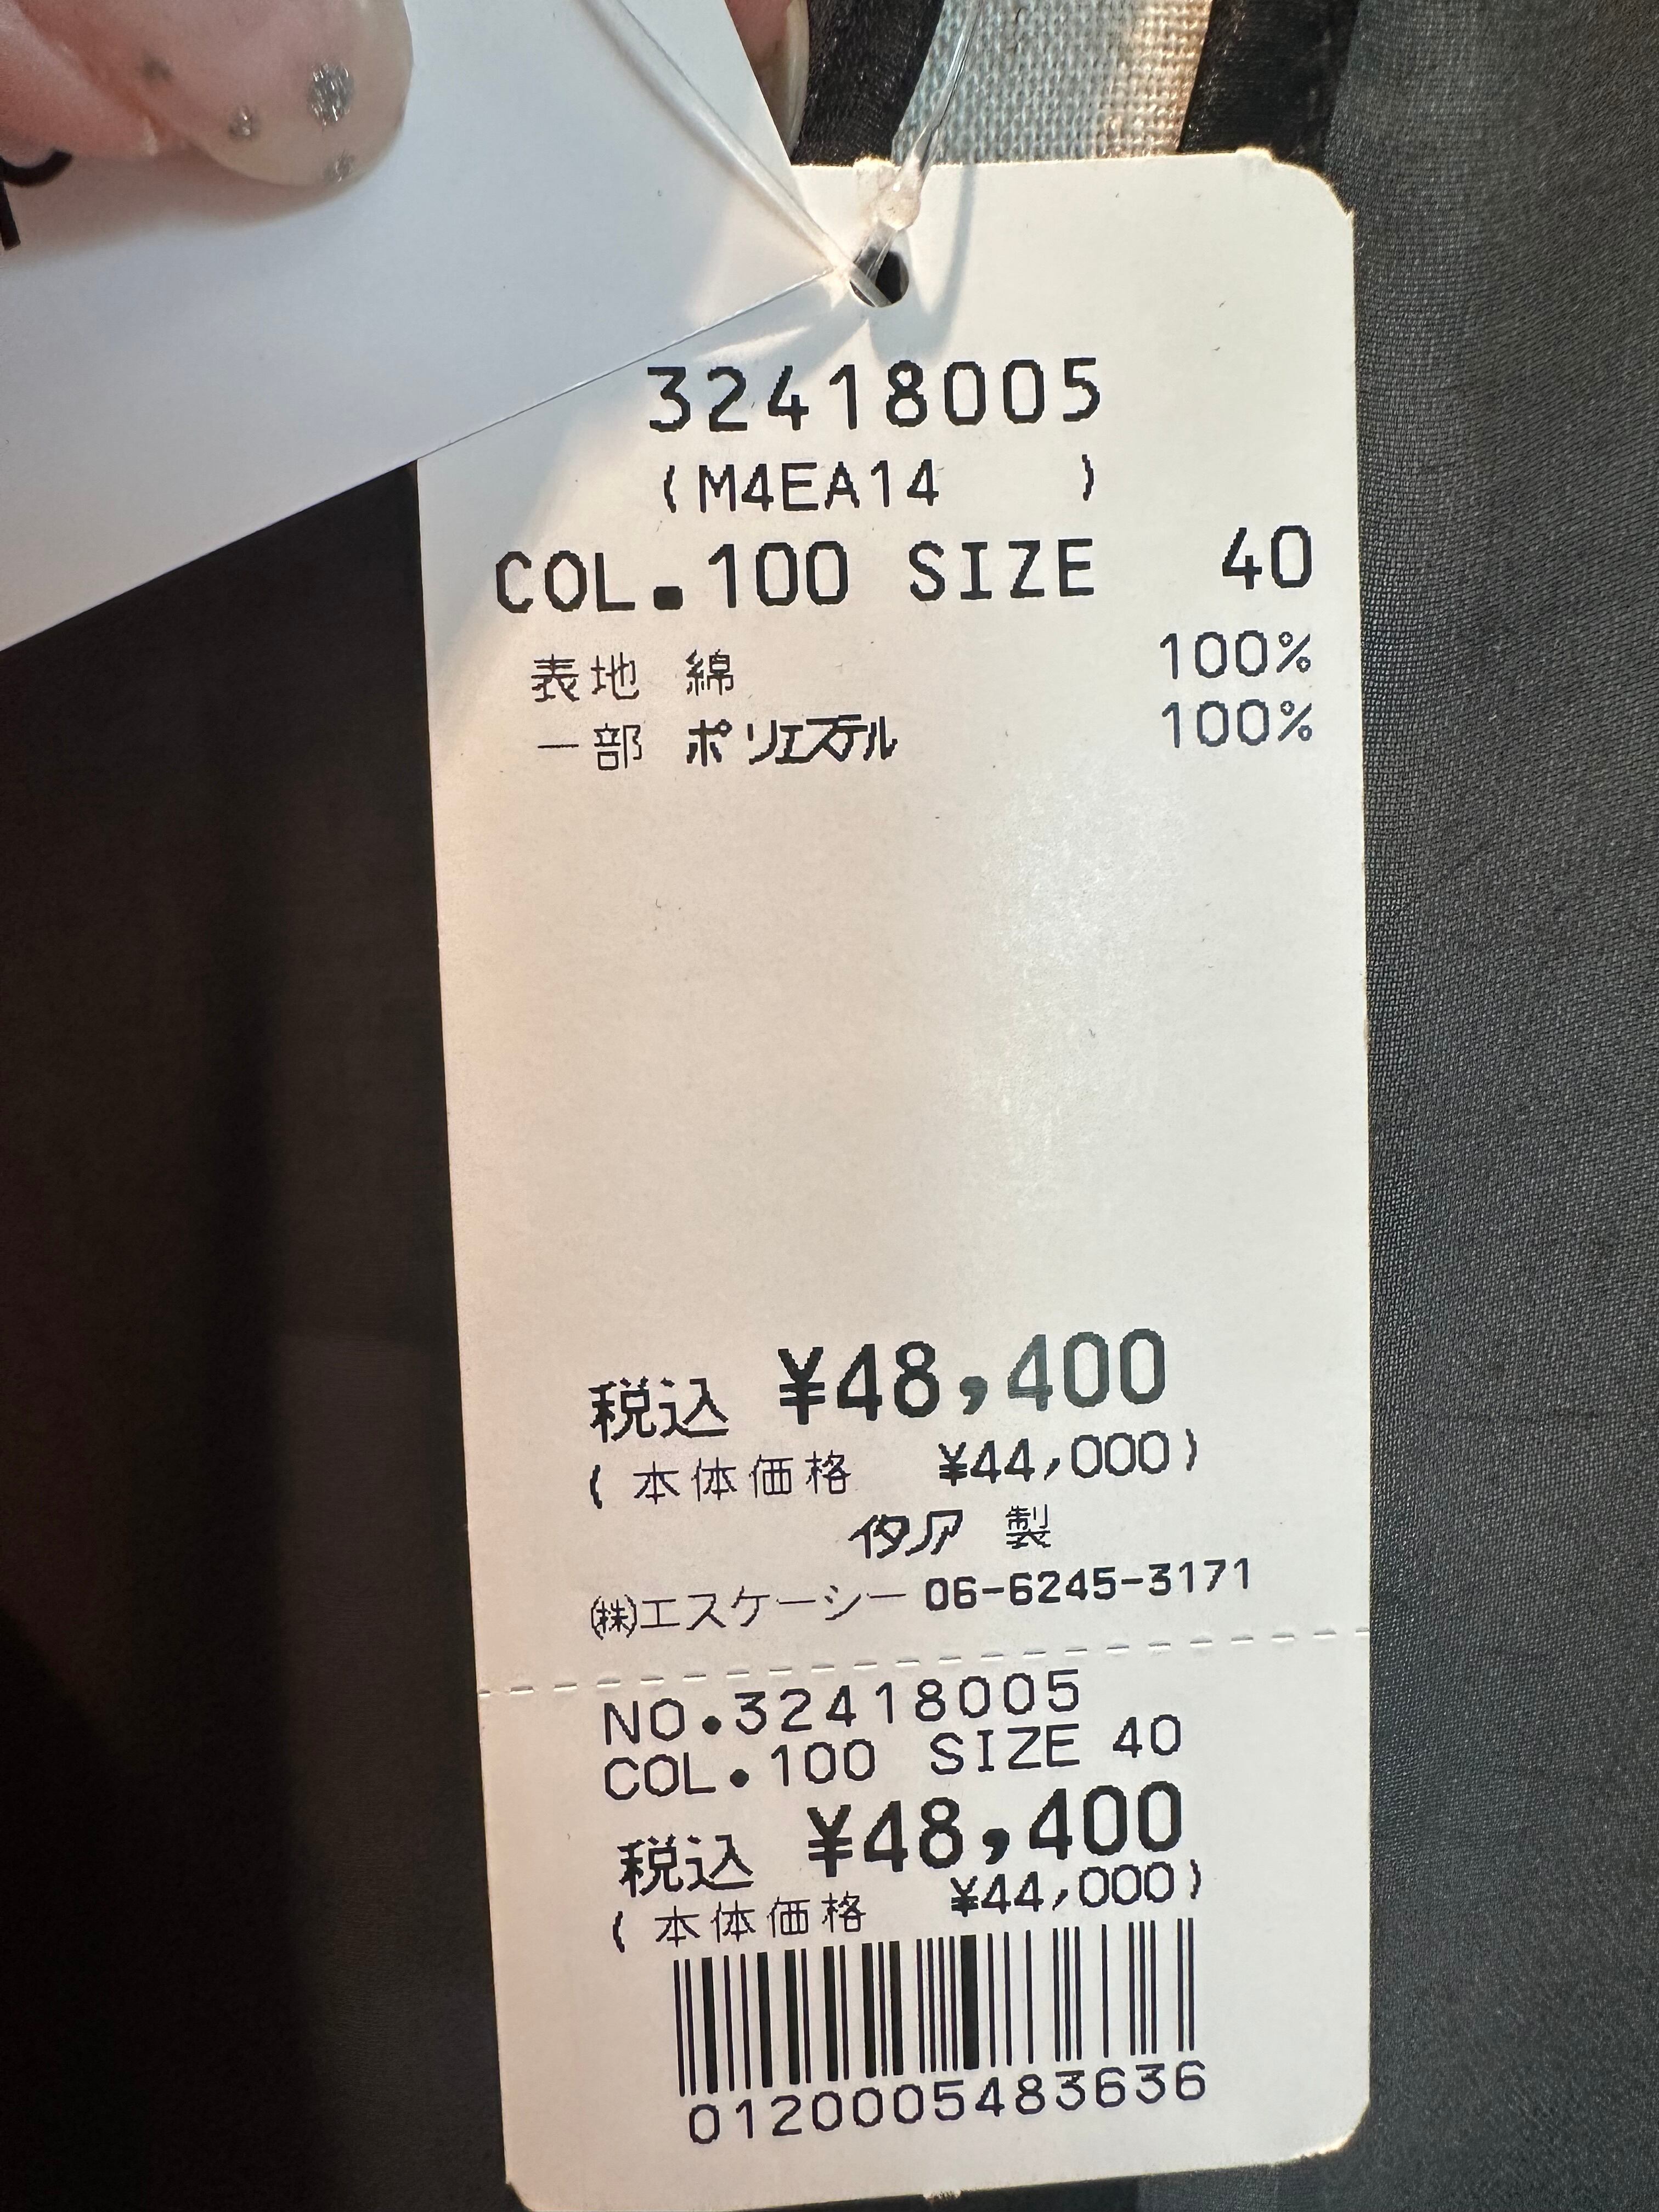 32418005
(M4EA14 )
COL.100 SIZE 40
表地 綿 100%
一部 ポリエステル 100%
税込 ¥48,400
(本体価格 ¥44,000)
イタリア 製
㈱エスケーシー 06-6245-3171
NO.32418005
COL.100 SIZE 40
税込 ¥48,400
(本体価格 ¥44,000)
0120005483636